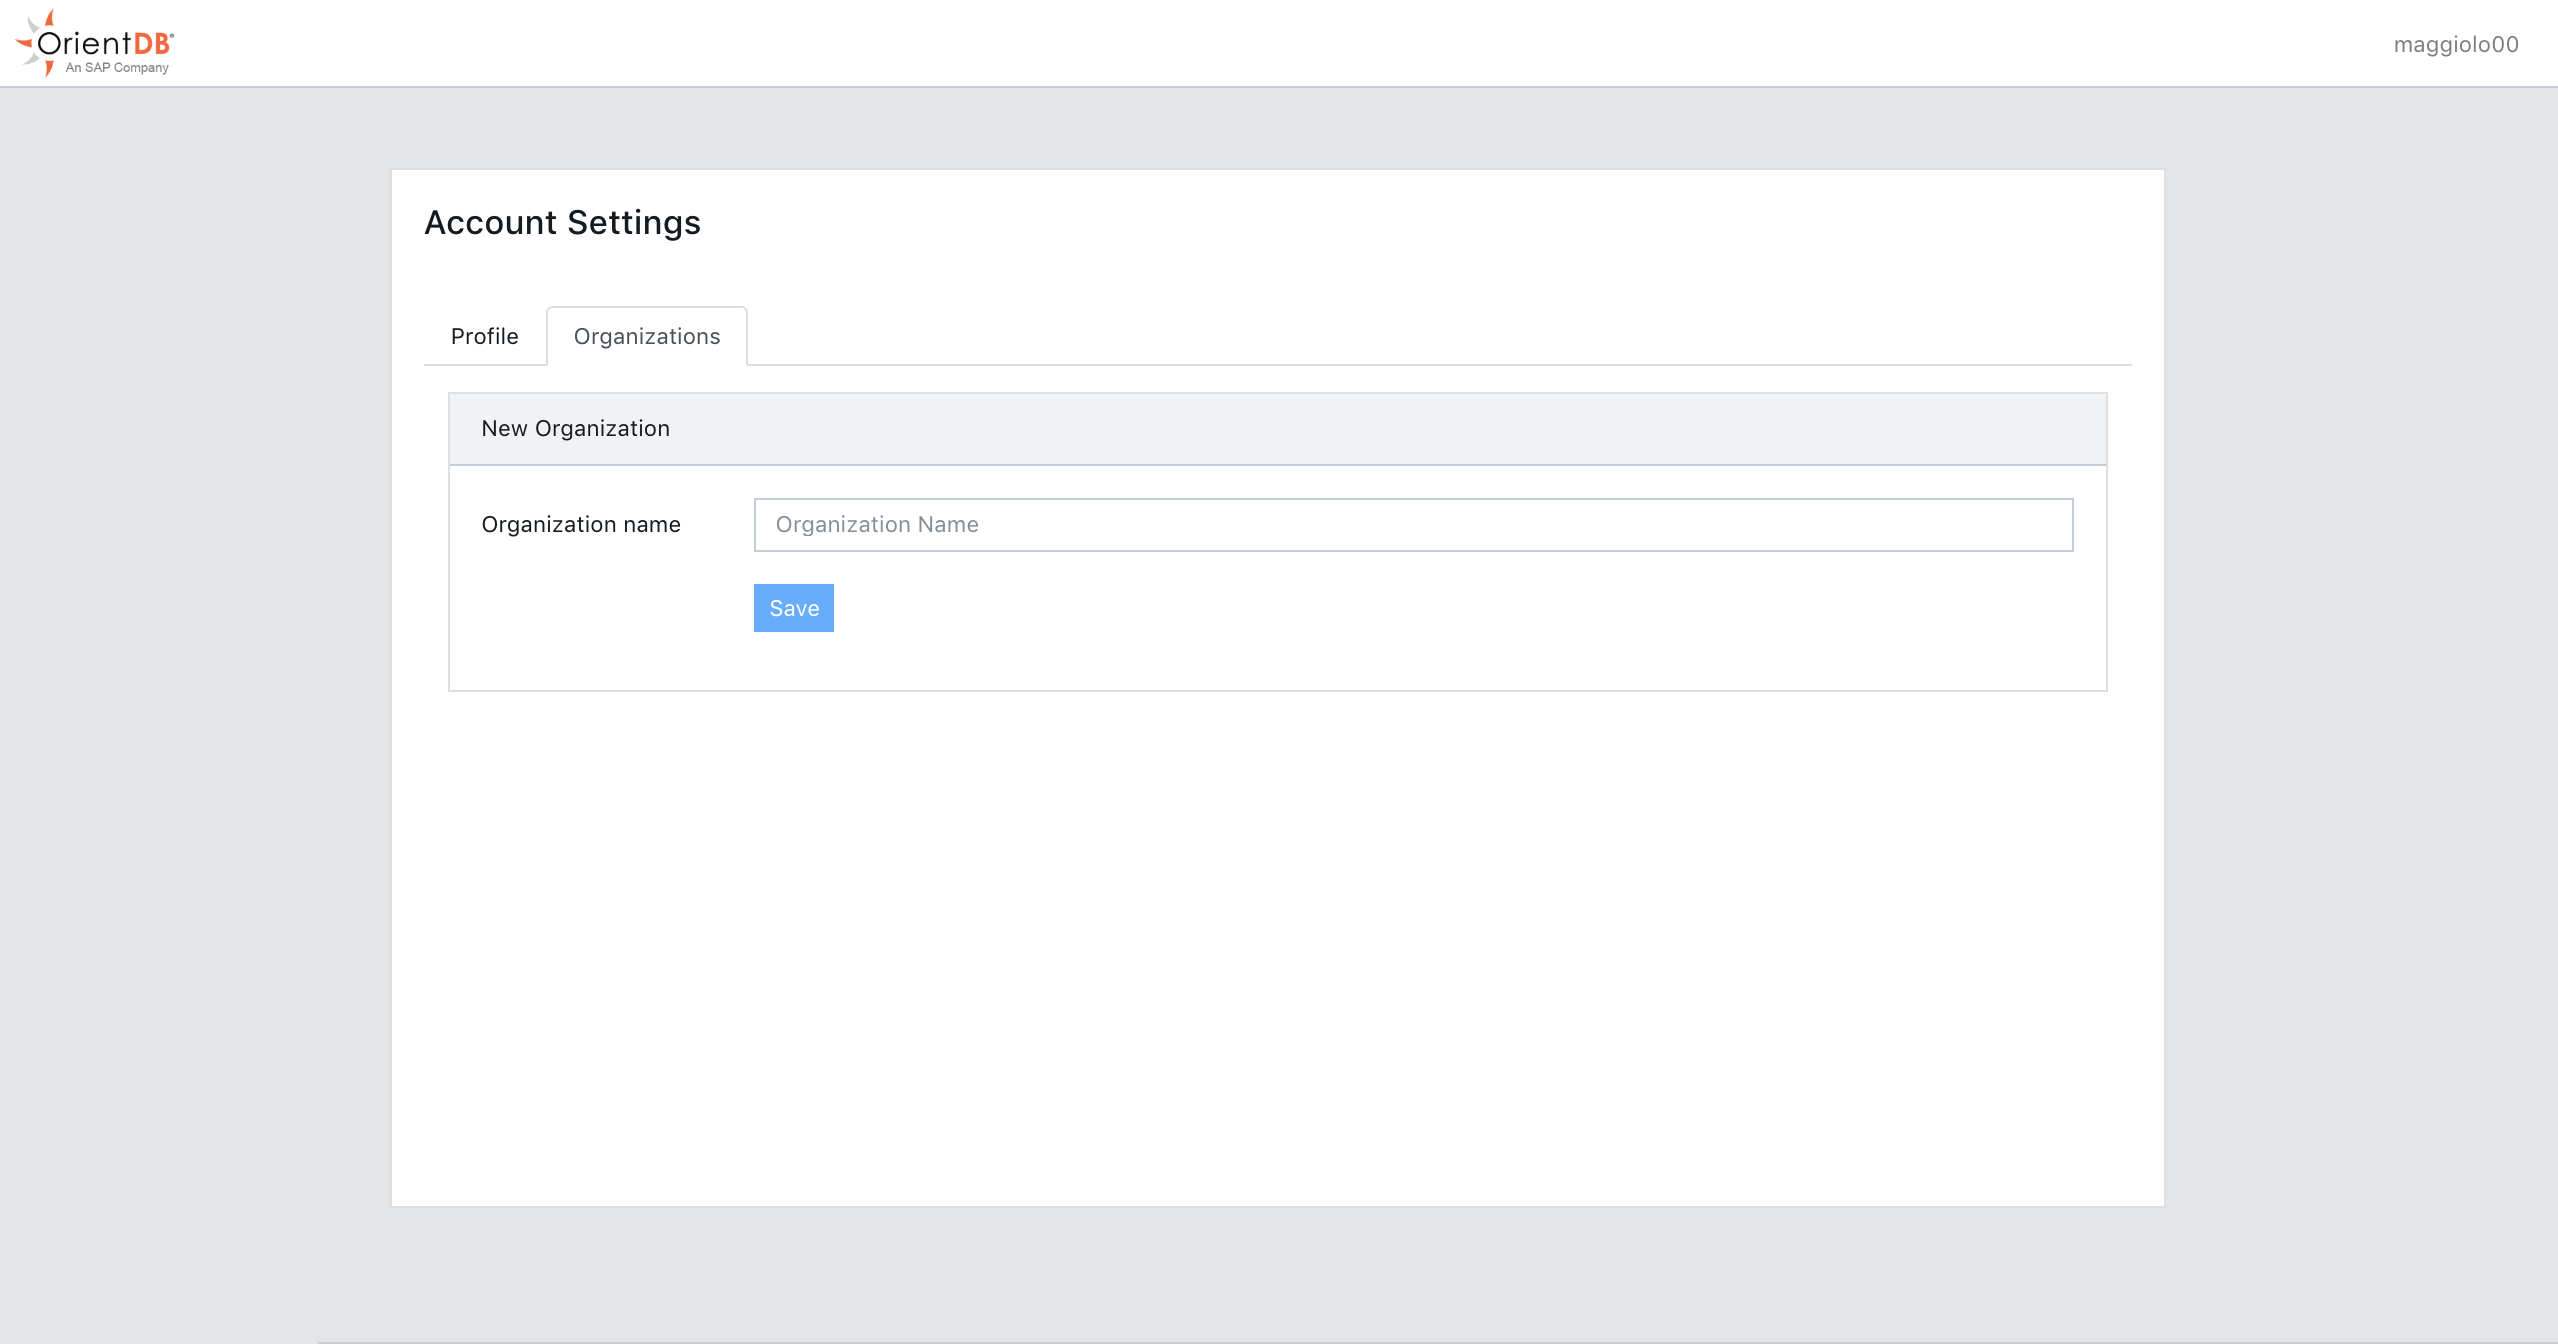 OrientDB®
An SAP Company
maggiolo00
Account Settings
Profile
Organizations
New Organization
Organization name
Organization Name
Save